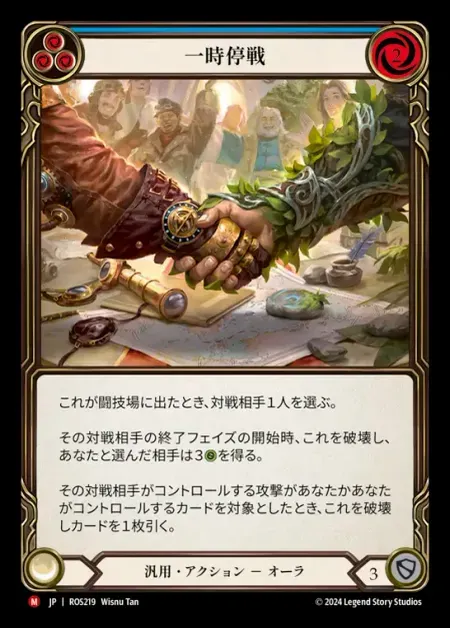 一時停戦
2
これが闘技場に出たとき、対戦相手1人を選ぶ。
その対戦相手の終了フェイズの開始時、これを破壊し、
あなたと選んだ相手は3を得る。
その対戦相手がコントロールする攻撃があなたかあなた
がコントロールするカードを対象としたとき、これを破壊
しカードを1枚引く。
汎用・アクション － オーラ
3
M JP | ROS219 Wisnu Tan
© 2024 Legend Story Studios